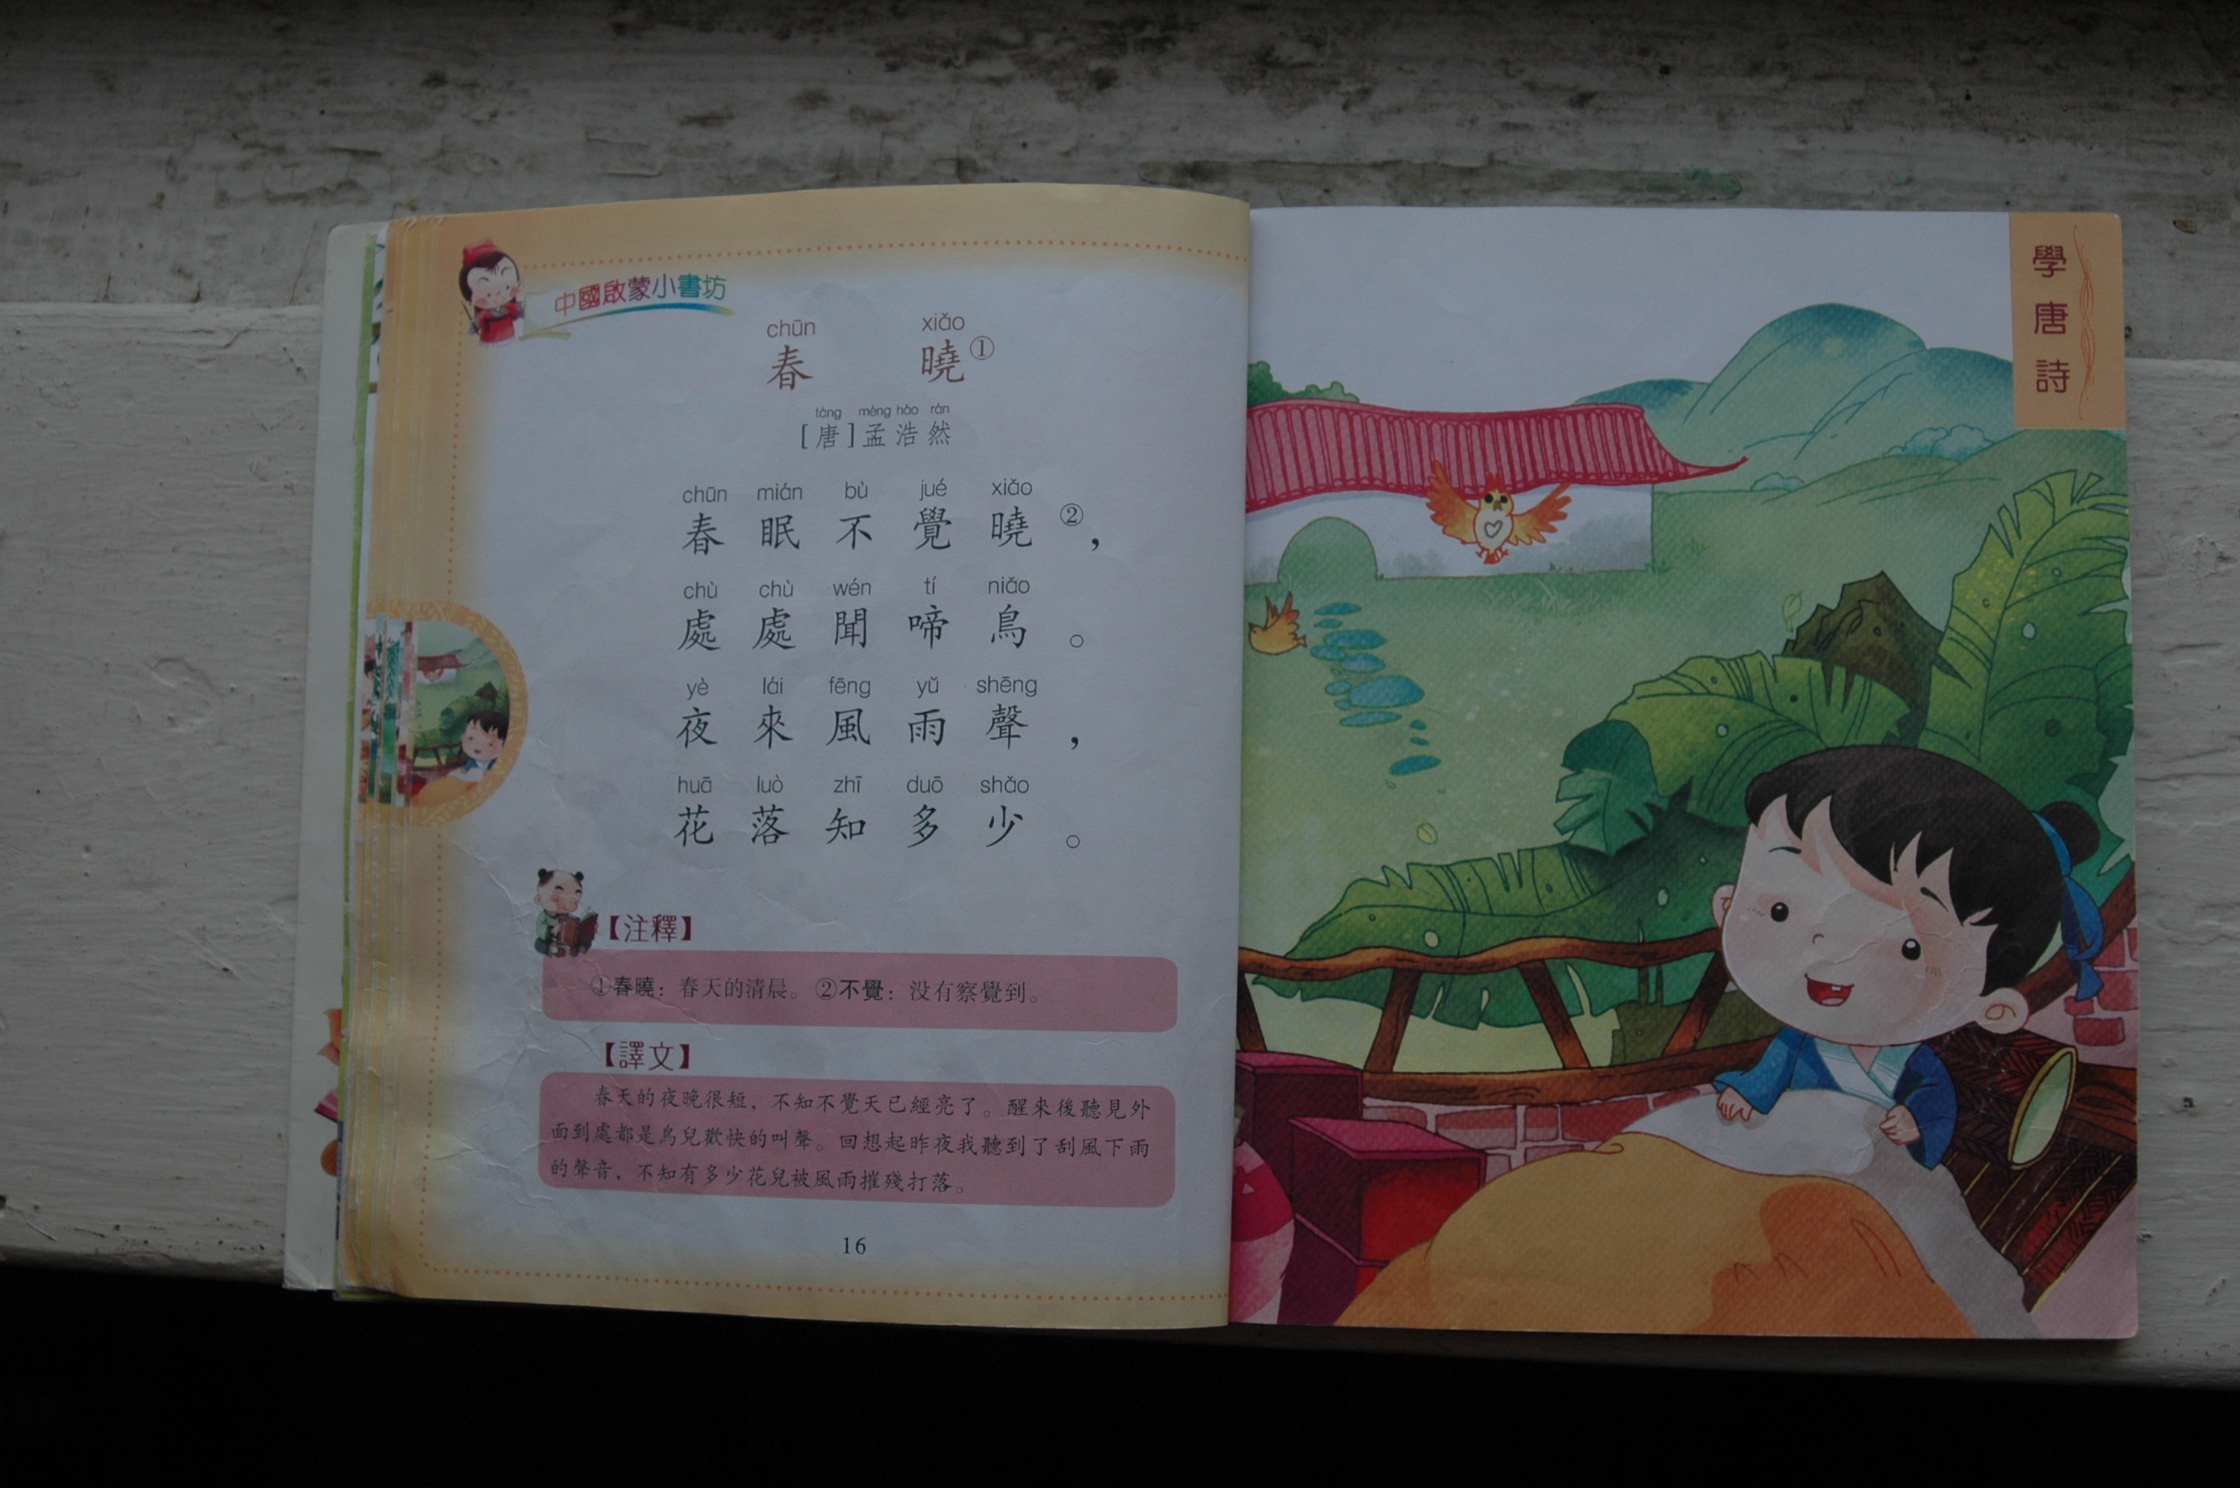 中國啟蒙小書坊
chūn xiǎo
春 曉①
táng mèng hào rán
[唐]孟浩然
chūn mián bù jué xiǎo
春眠不覺曉②，
chù chù wén tí niǎo
處處聞啼鳥。
yè lái fēng yǔ shēng
夜來風雨聲，
huā luò zhī duō shǎo
花落知多少。
【注釋】
①春曉：春天的清晨。②不覺：没有察覺到。
【譯文】
春天的夜晚很短，不知不覺天已經亮了。醒來後聽見外
面到處都是鳥兒歡快的叫聲。回想起昨夜我聽到了刮風下雨
的聲音，不知有多少花兒被風雨摧殘打落。
16
學唐詩